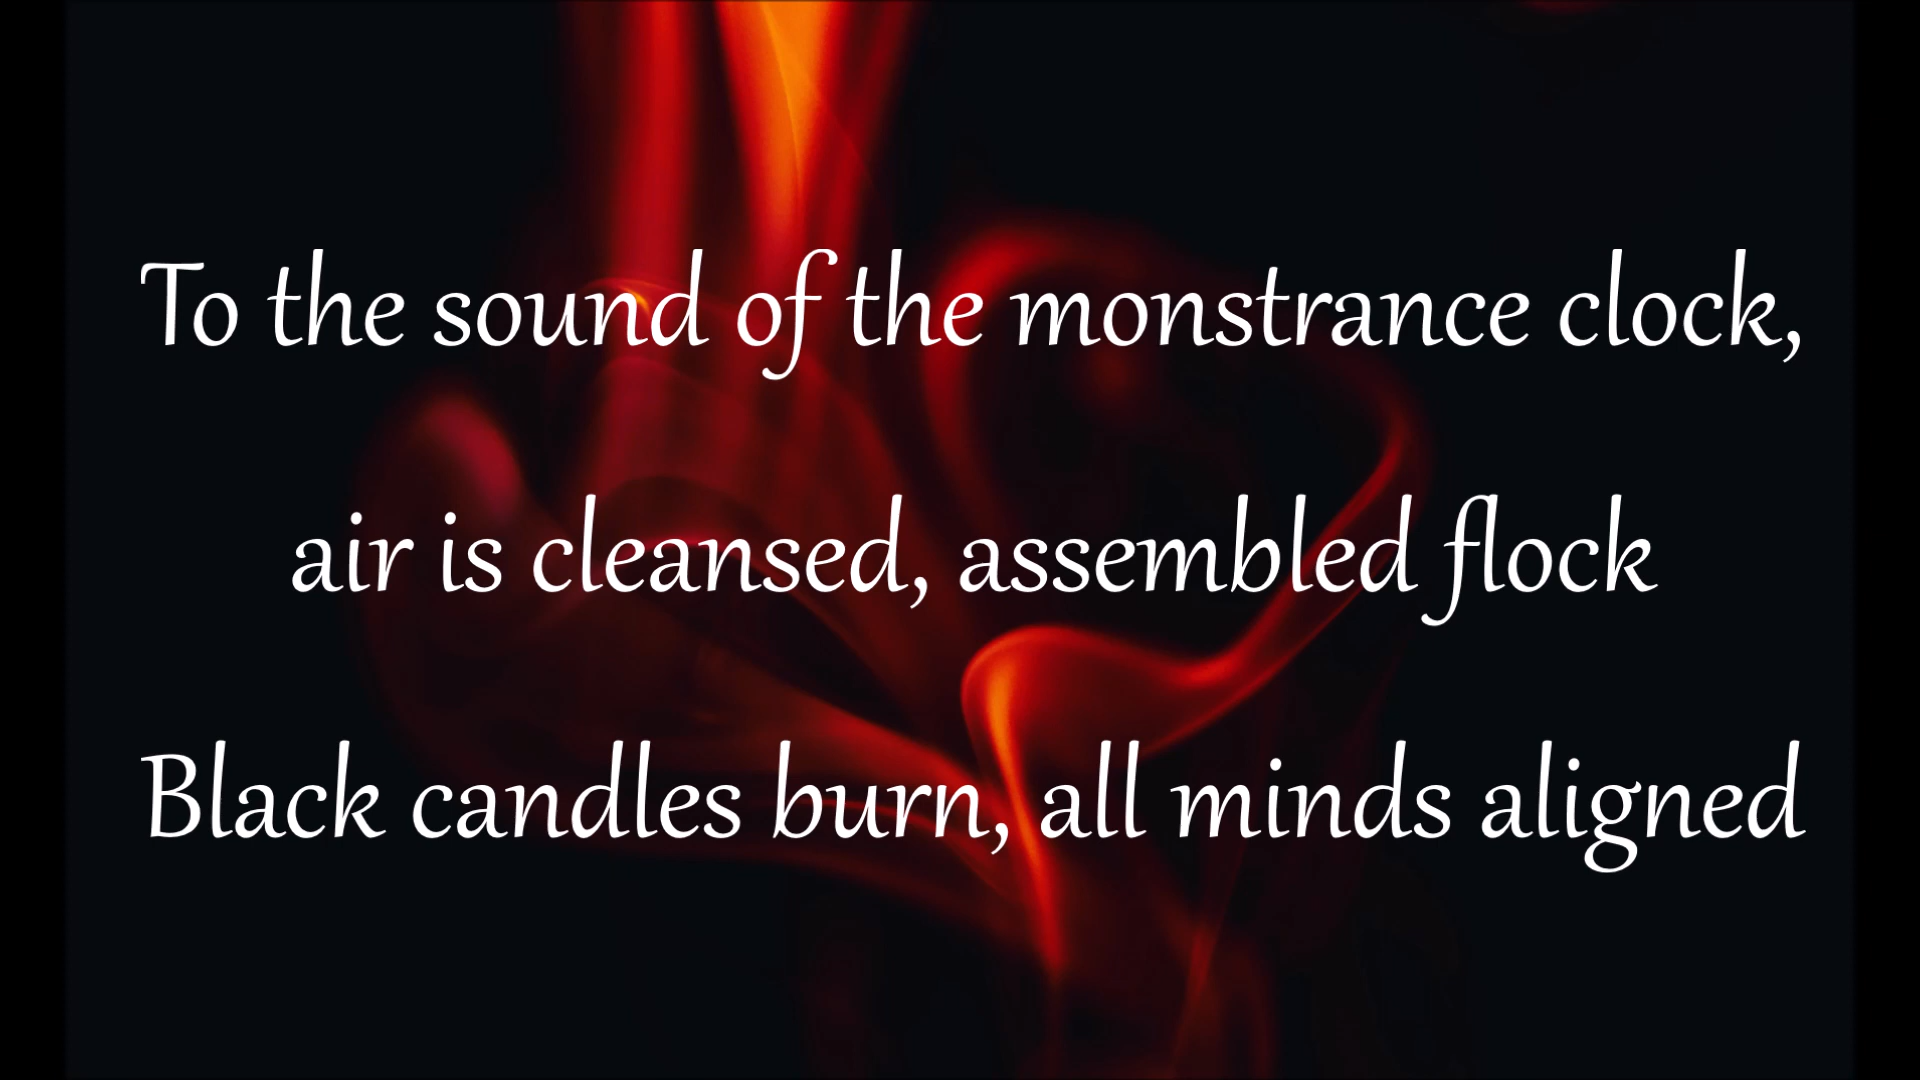 To the sound of the monstrance clock,
air is cleansed, assembled flock
Black candles burn, all minds aligned